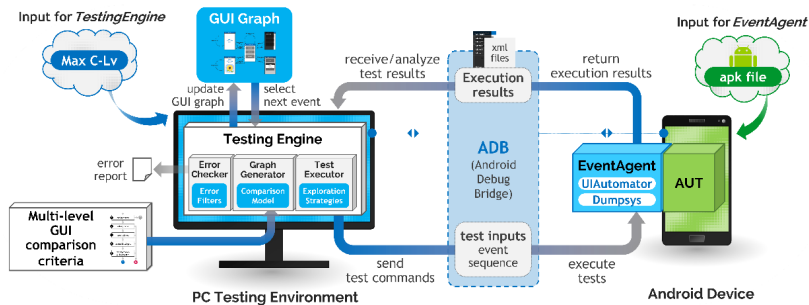 Input for TestingEngine
Max C-Lv
GUI Graph
update
GUI graph
select
next event
receive/analyze
test results
xml
files
Execution
results
return
execution results
Input for EventAgent
apk file
Testing Engine
Error
Checker
Error
Filters
Graph
Generator
Comparison
Model
Test
Executor
Exploration
Strategies
error
report
ADB
(Android
Debug
Bridge)
EventAgent
UIAutomator
Dumpsys
AUT
Multi-level
GUI
comparison
criteria
send
test commands
test inputs
event
sequence
execute
tests
PC Testing Environment
Android Device